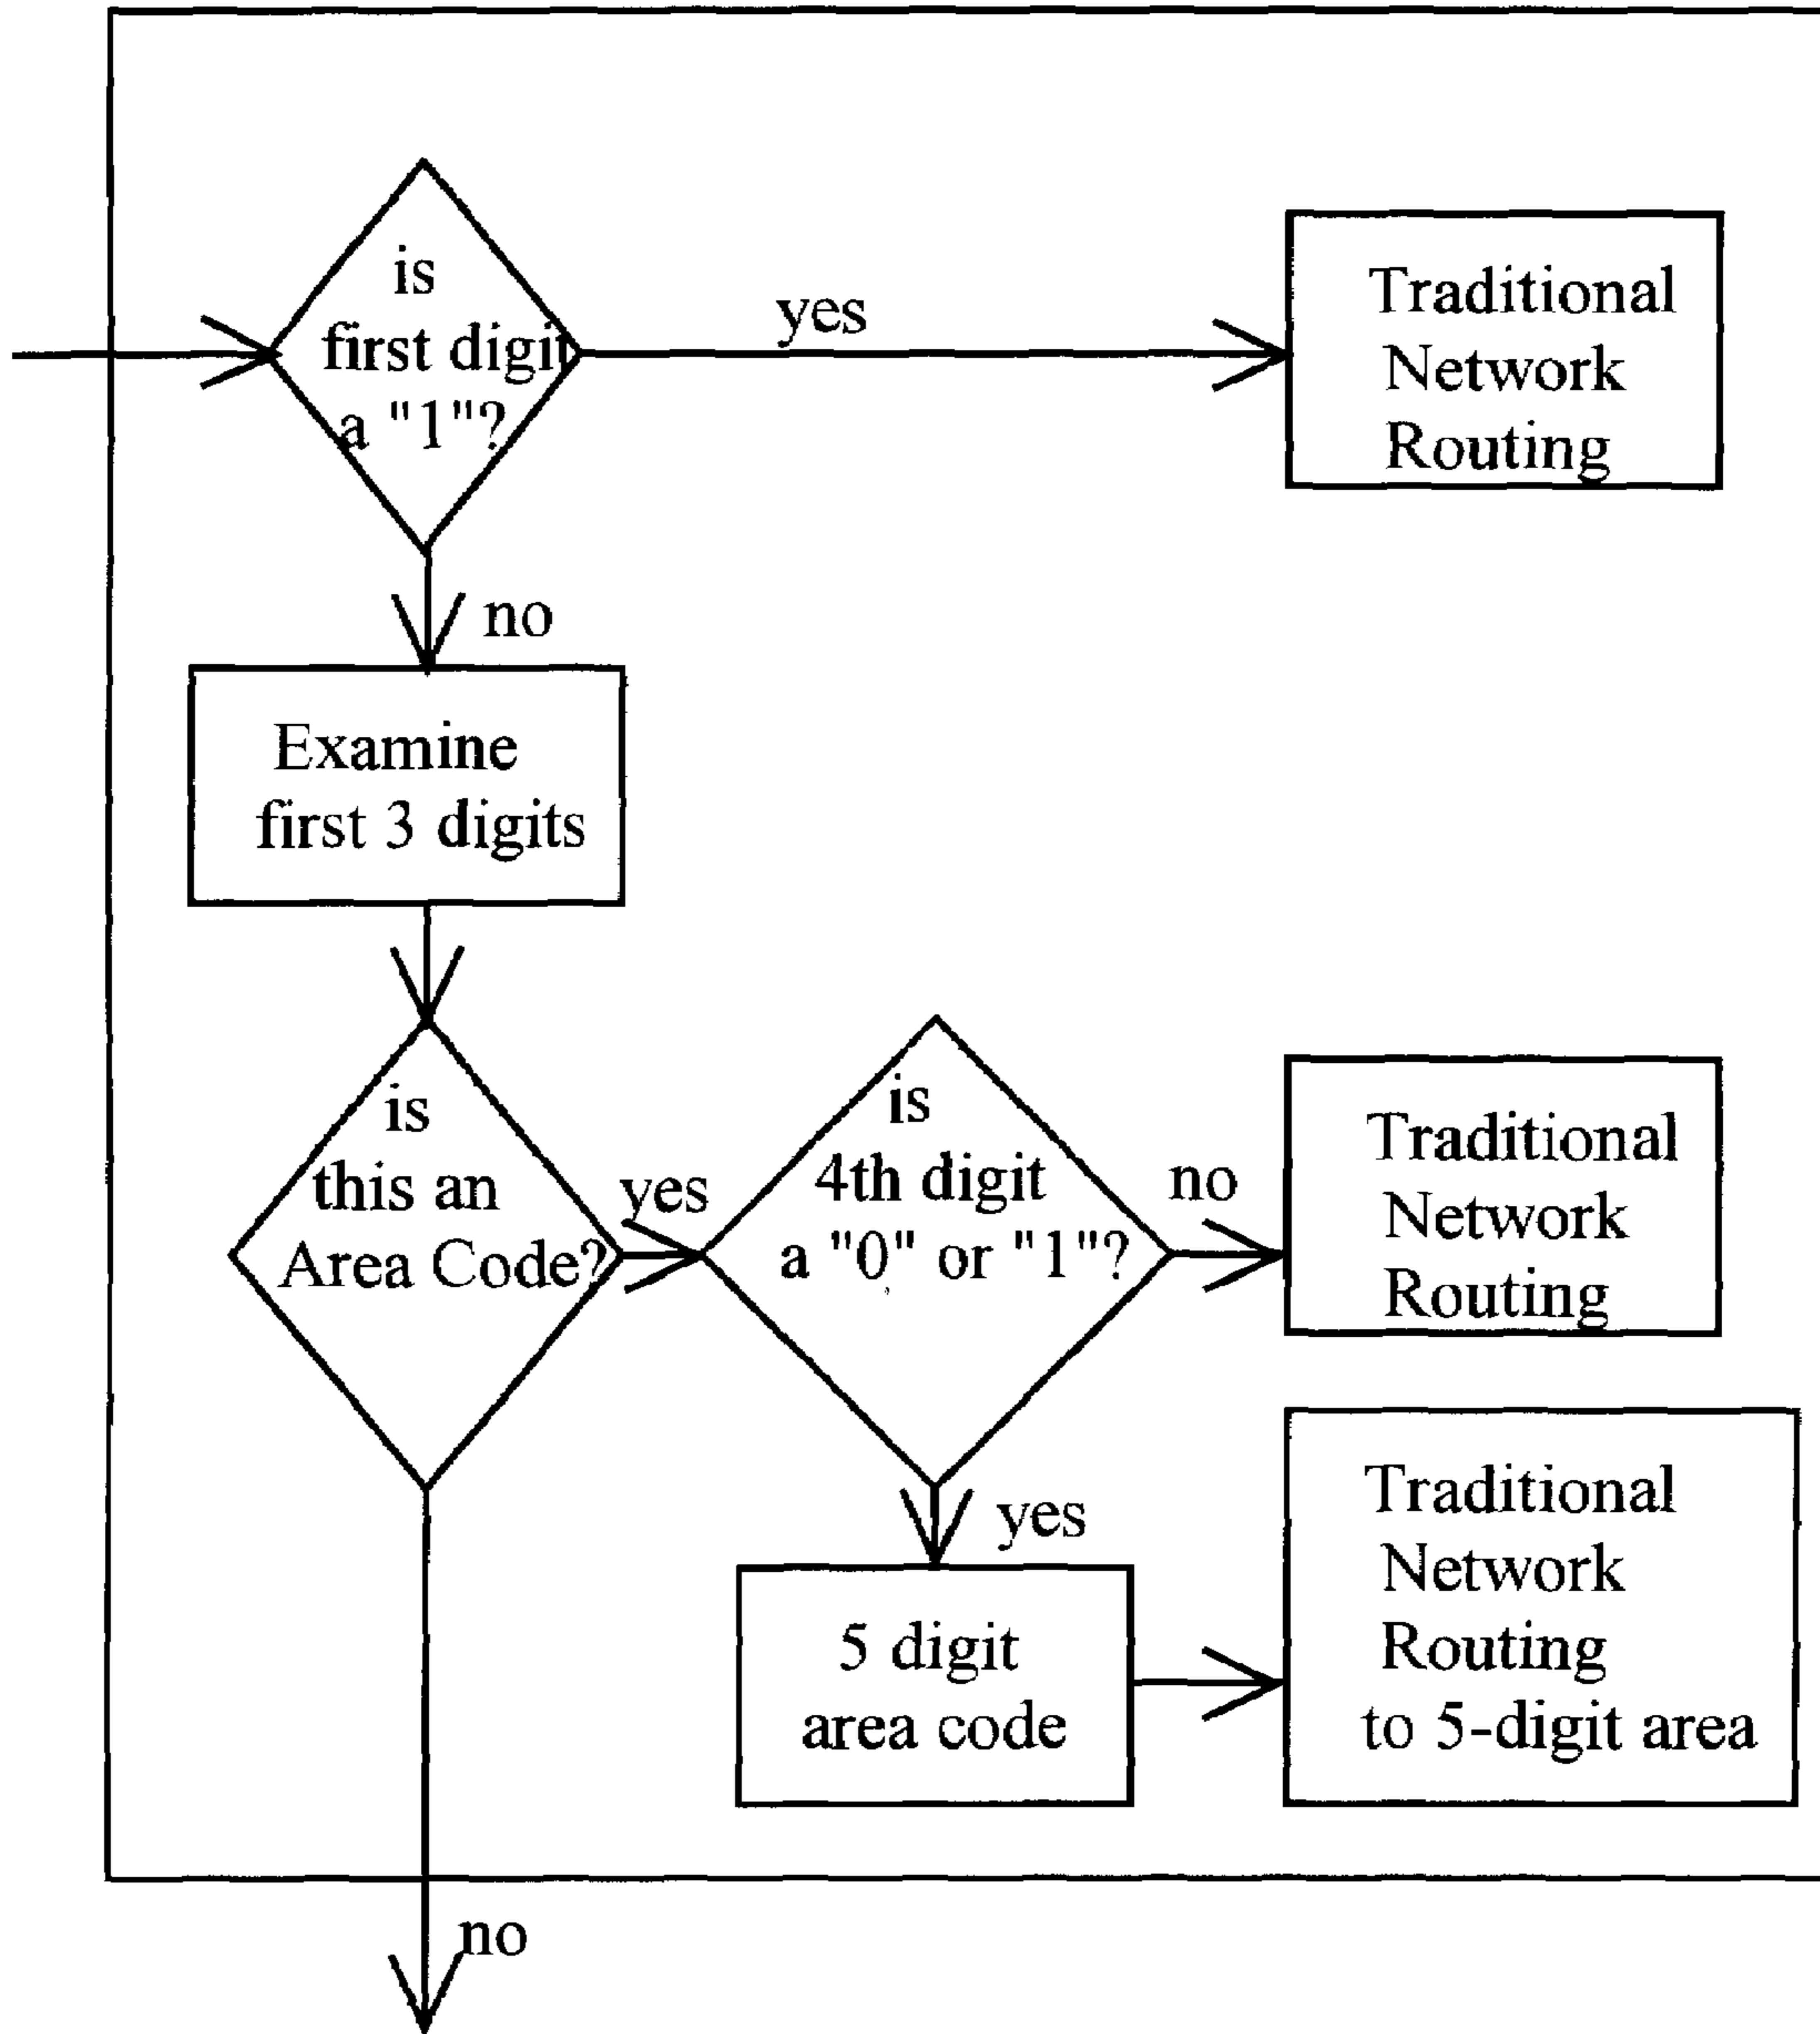 is
first digit
a "1"?
yes
Traditional
Network
Routing
no
Examine
first 3 digits
is
this an
Area Code?
yes
is
4th digit
a "0" or "1"?
no
Traditional
Network
Routing
yes
5 digit
area code
Traditional
Network
Routing
to 5-digit area
no